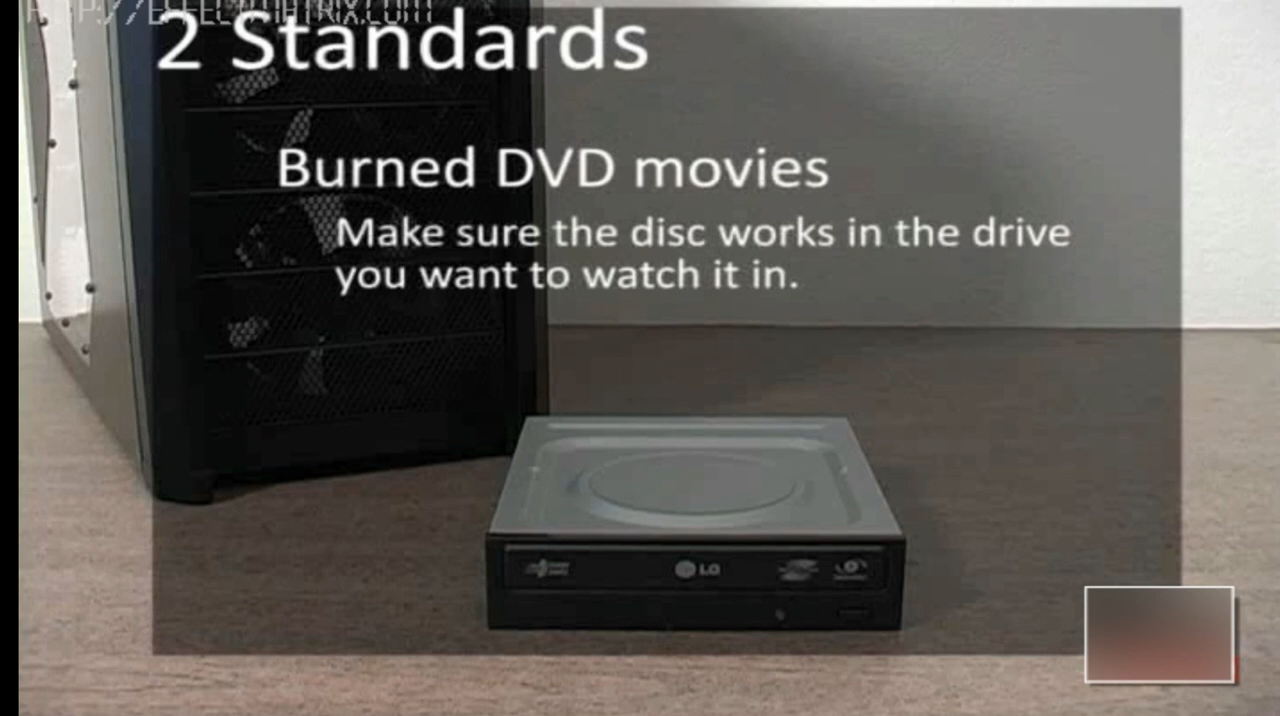 2 Standards
Burned DVD movies
Make sure the disc works in the drive
you want to watch it in.
LG